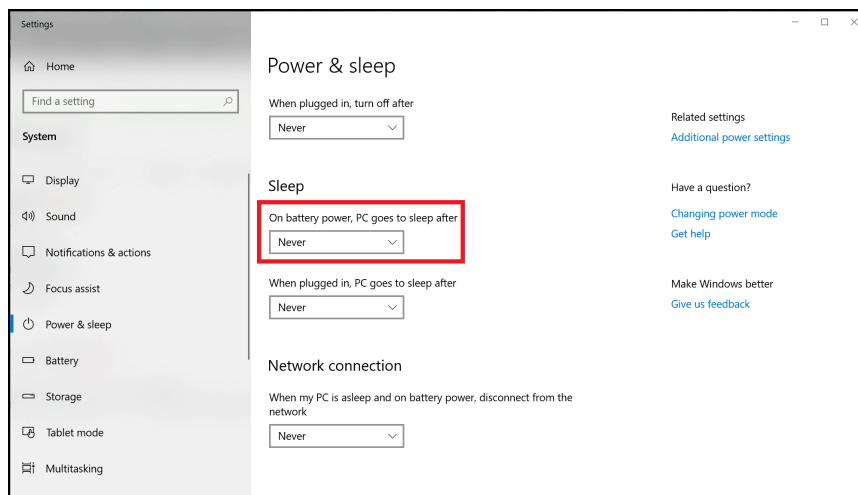 Settings
Home
Find a setting
System
Display
Sound
Notifications & actions
Focus assist
Power & sleep
Battery
Storage
Tablet mode
Multitasking
Power & sleep
When plugged in, turn off after
Never
Sleep
On battery power, PC goes to sleep after
Never
When plugged in, PC goes to sleep after
Never
Network connection
When my PC is asleep and on battery power, disconnect from the
network
Never
Related settings
Additional power settings
Have a question?
Changing power mode
Get help
Make Windows better
Give us feedback